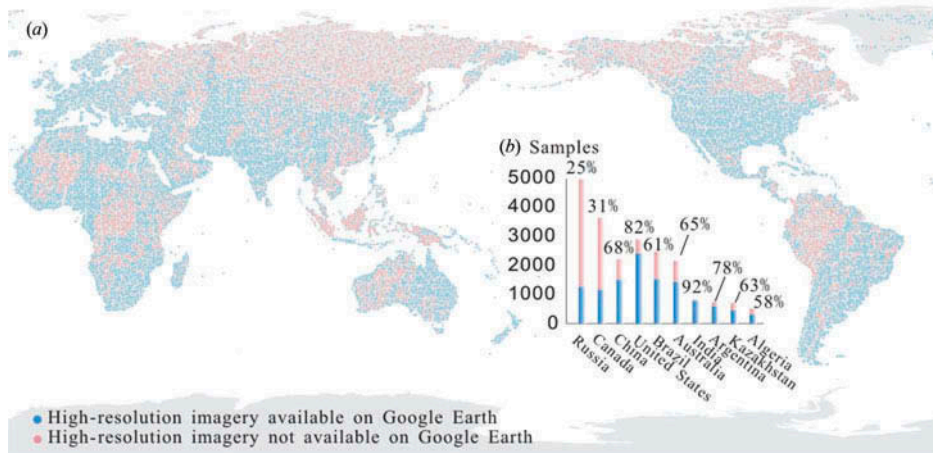 (a)
(b) Samples
5000
4000
3000
2000
1000
0
25%
31%
68%
82%
61%
65%
92%
78%
63%
58%
Russia
Canada
China
United States
Brazil
Australia
India
Argentina
Kazakhstan
Algeria
High-resolution imagery available on Google Earth
High-resolution imagery not available on Google Earth